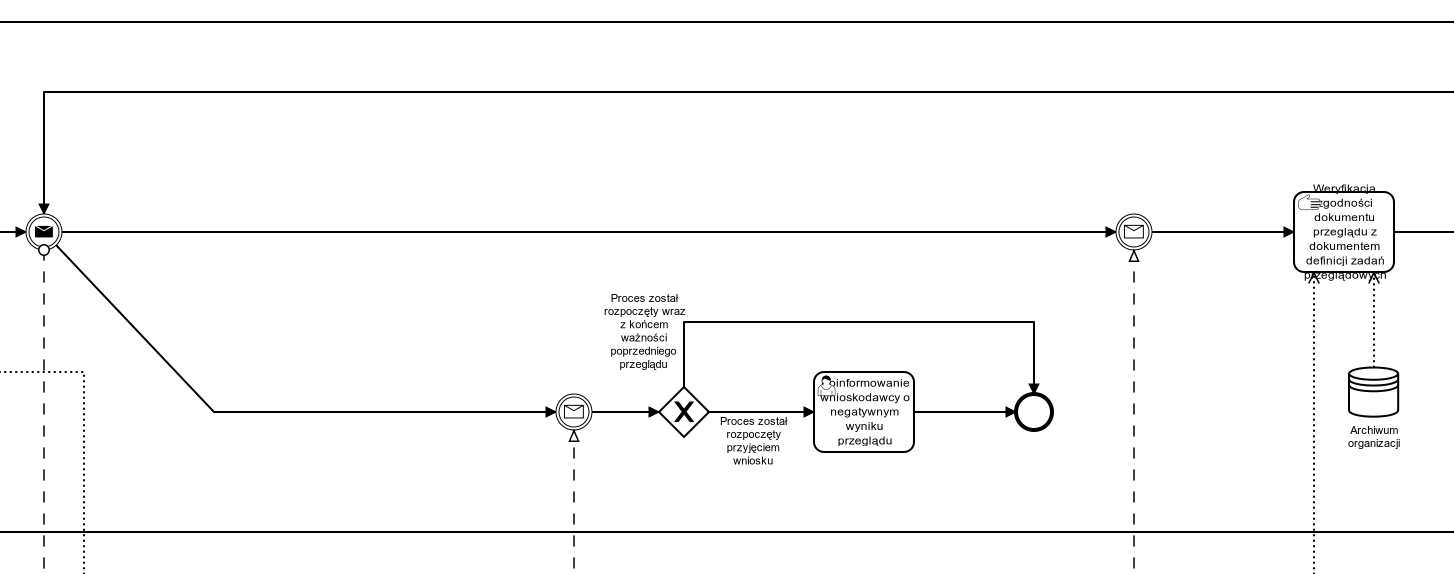 Weryfikacja
zgodności
dokumentu
przeglądu z
dokumentem
definicji zadań
przeglądowych
Proces został
rozpoczęty wraz
z końcem
ważności
poprzedniego
przeglądu
Proces został
rozpoczęty
przyjęciem
wniosku
Poinformowanie
wnioskodawcy o
negatywnym
wyniku
przeglądu
Archiwum
organizacji